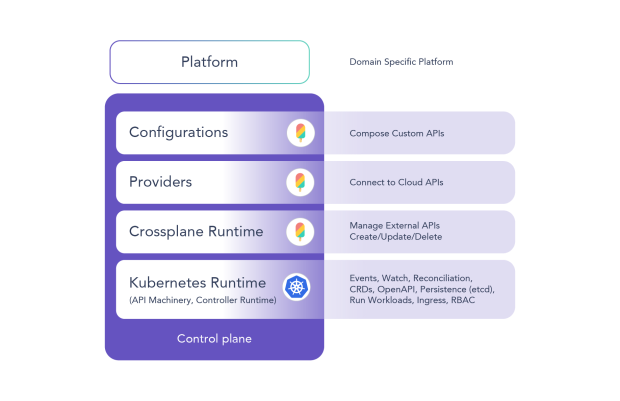 Platform
Domain Specific Platform
Configurations
Compose Custom APIs
Providers
Connect to Cloud APIs
Crossplane Runtime
Manage External APIs
Create/Update/Delete
Kubernetes Runtime
(API Machinery, Controller Runtime)
Events, Watch, Reconciliation,
CRDs, OpenAPI, Persistence (etcd),
Run Workloads, Ingress, RBAC
Control plane